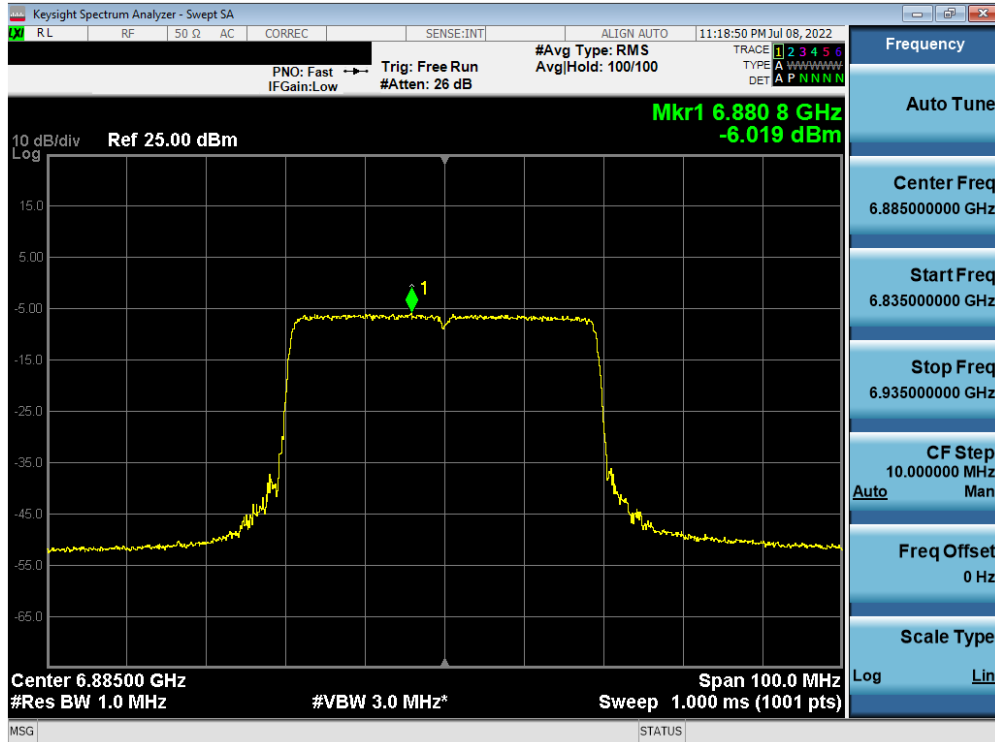 Keysight Spectrum Analyzer - Swept SA
LXI RL RF 50 Ω AC CORREC SENSE:INT ALIGN AUTO 11:18:50 PM Jul 08, 2022
PNO: Fast
IFGain:Low
Trig: Free Run
#Atten: 26 dB
#Avg Type: RMS
Avg|Hold: 100/100
TRACE 1 2 3 4 5 6
TYPE A WWWWW
DET A P N N N N
Mkr1 6.880 8 GHz
-6.019 dBm
10 dB/div Ref 25.00 dBm
Log
15.0
5.00
-5.00
-15.0
-25.0
-35.0
-45.0
-55.0
-65.0
1
Center 6.88500 GHz Span 100.0 MHz
#Res BW 1.0 MHz #VBW 3.0 MHz* Sweep 1.000 ms (1001 pts)
MSG STATUS
Frequency
Auto Tune
Center Freq
6.885000000 GHz
Start Freq
6.835000000 GHz
Stop Freq
6.935000000 GHz
CF Step
10.000000 MHz
Auto Man
Freq Offset
0 Hz
Scale Type
Log Lin